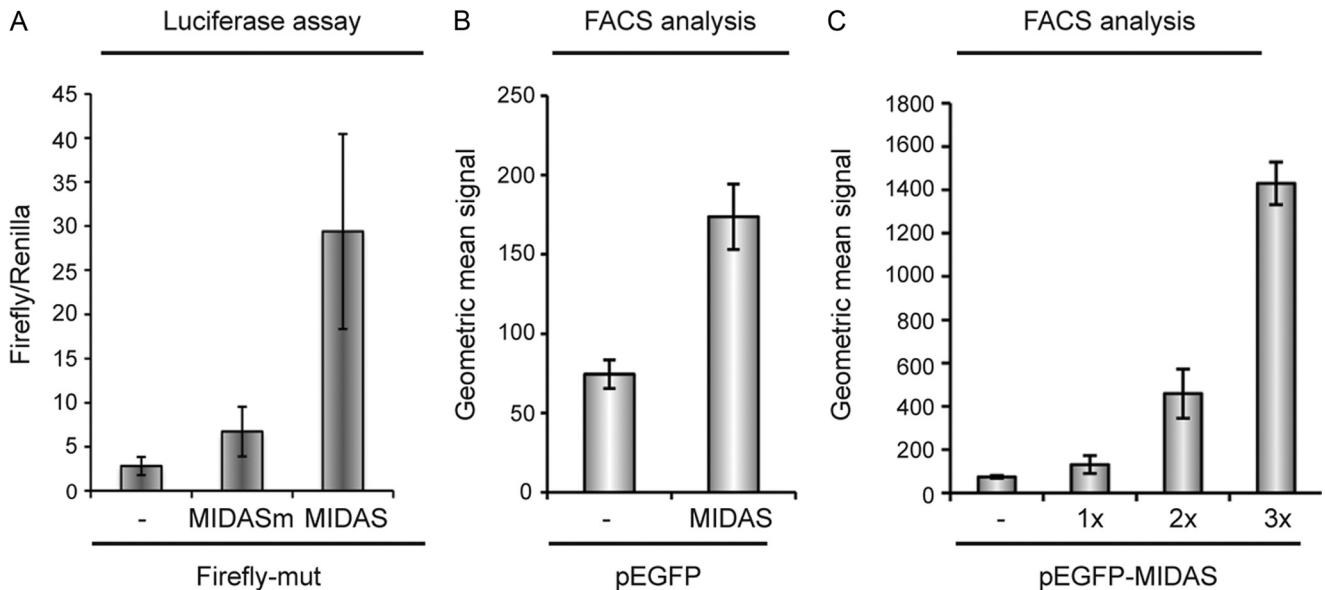 A
Luciferase assay
Firefly/Renilla
45
40
35
30
25
20
15
10
5
0
- MIDASm MIDAS
Firefly-mut
B
FACS analysis
Geometric mean signal
250
200
150
100
50
0
- MIDAS
pEGFP
C
FACS analysis
Geometric mean signal
1800
1600
1400
1200
1000
800
600
400
200
0
- 1x 2x 3x
pEGFP-MIDAS